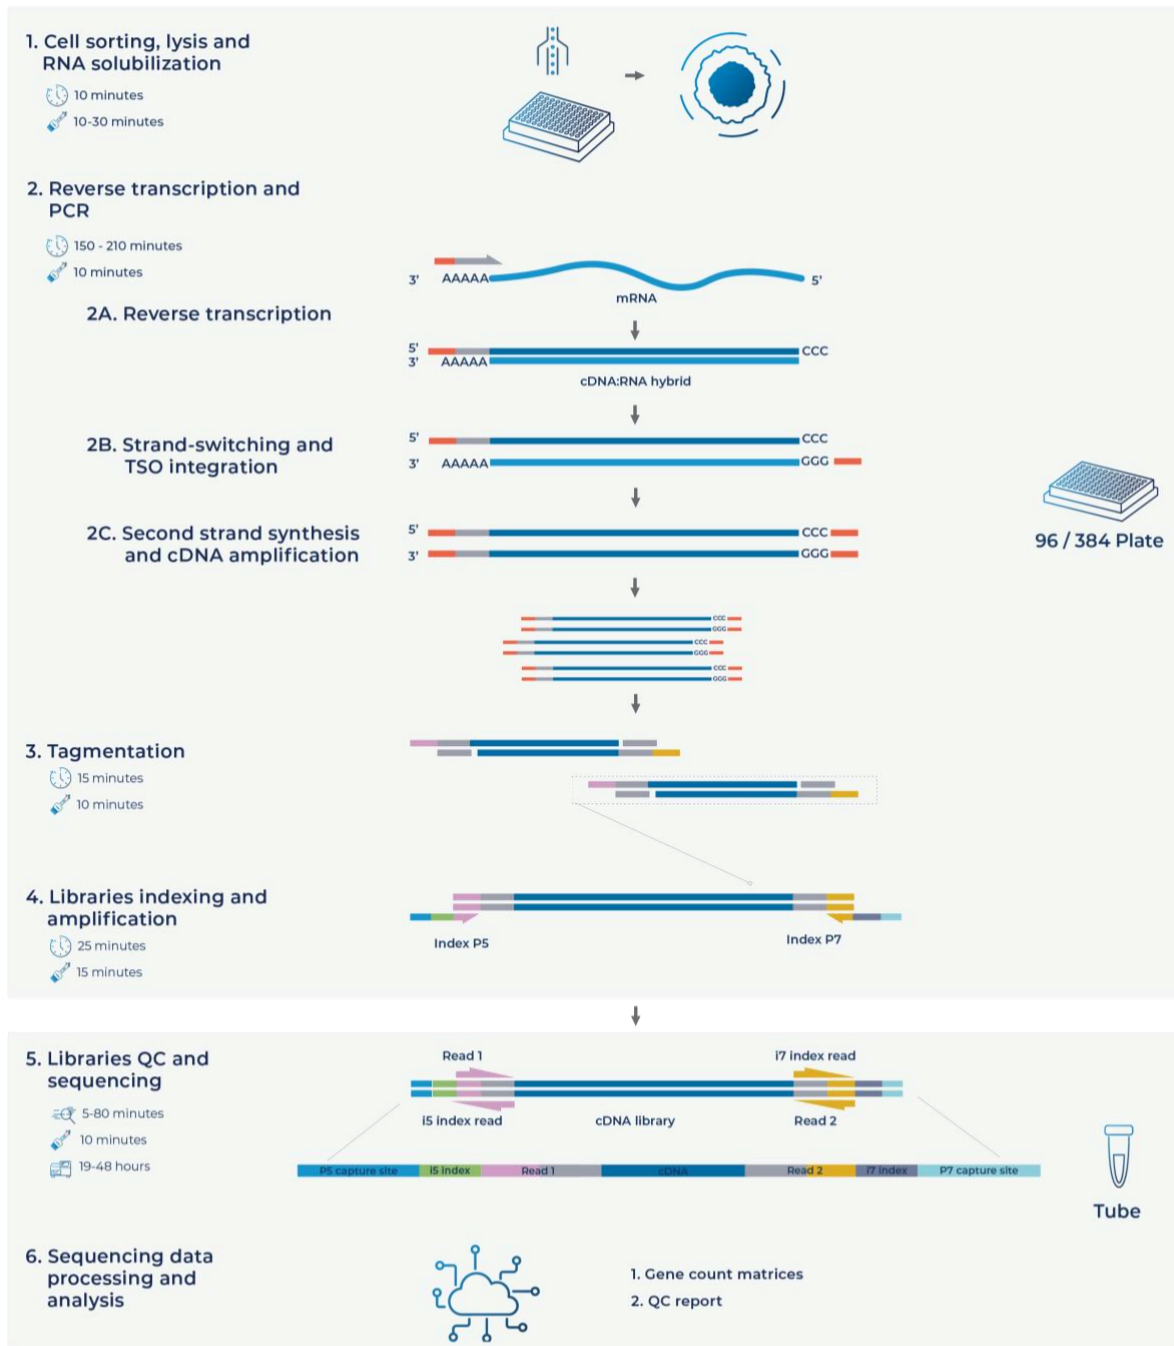 1. Cell sorting, lysis and
RNA solubilization
10 minutes
10-30 minutes
2. Reverse transcription and
PCR
150 - 210 minutes
10 minutes
3' AAAAA 5'
mRNA
2A. Reverse transcription
5' CCC
3' AAAAA
cDNA:RNA hybrid
2B. Strand-switching and
TSO integration
5' CCC
3' AAAAA GGG
2C. Second strand synthesis
and cDNA amplification
5' CCC
3' GGG
96 / 384 Plate
CCC
GGG
CCC
GGG
CCC
GGG
3. Tagmentation
15 minutes
10 minutes
4. Libraries indexing and
amplification
25 minutes
15 minutes
Index P5
Index P7
5. Libraries QC and
sequencing
5-80 minutes
10 minutes
19-48 hours
Read 1
i7 index read
i5 index read
cDNA library
Read 2
P5 capture site
i5 index
Read 1
cDNA
Read 2
i7 index
P7 capture site
Tube
6. Sequencing data
processing and
analysis
1. Gene count matrices
2. QC report